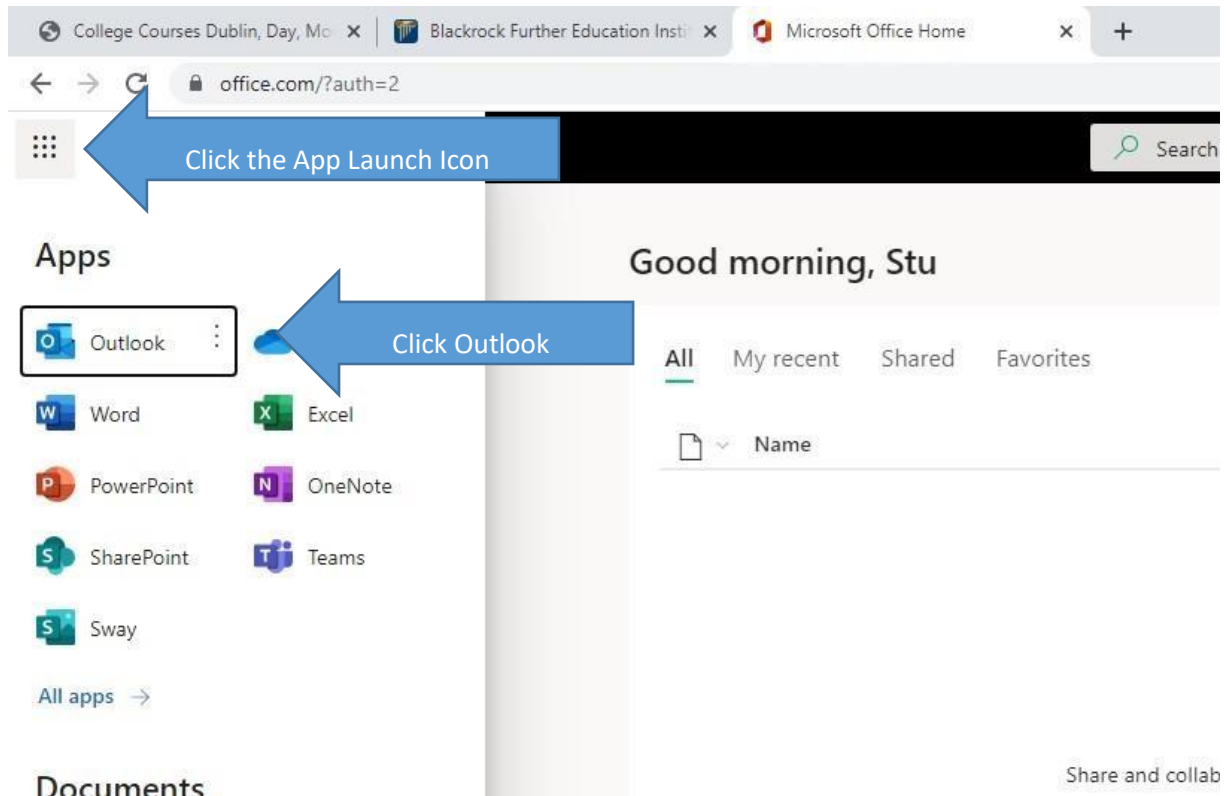 College Courses Dublin, Day, Mo
Blackrock Further Education Insti
Microsoft Office Home
office.com/?auth=2
Click the App Launch Icon
Search
Apps
Good morning, Stu
Outlook
Click Outlook
All My recent Shared Favorites
Word Excel
Name
PowerPoint OneNote
SharePoint Teams
Sway
All apps →
Share and collab
Documents